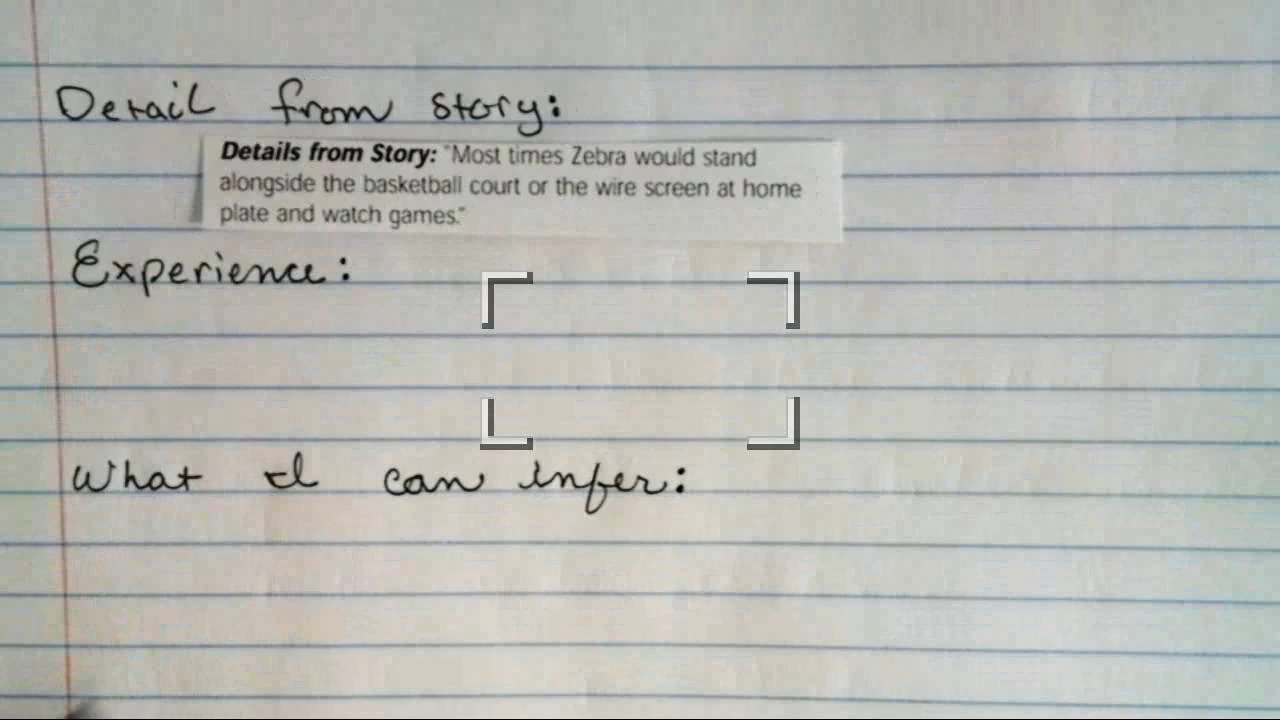 Detail from story:
Details from Story: "Most times Zebra would stand
alongside the basketball court or the wire screen at home
plate and watch games."
Experience:
What I can infer: